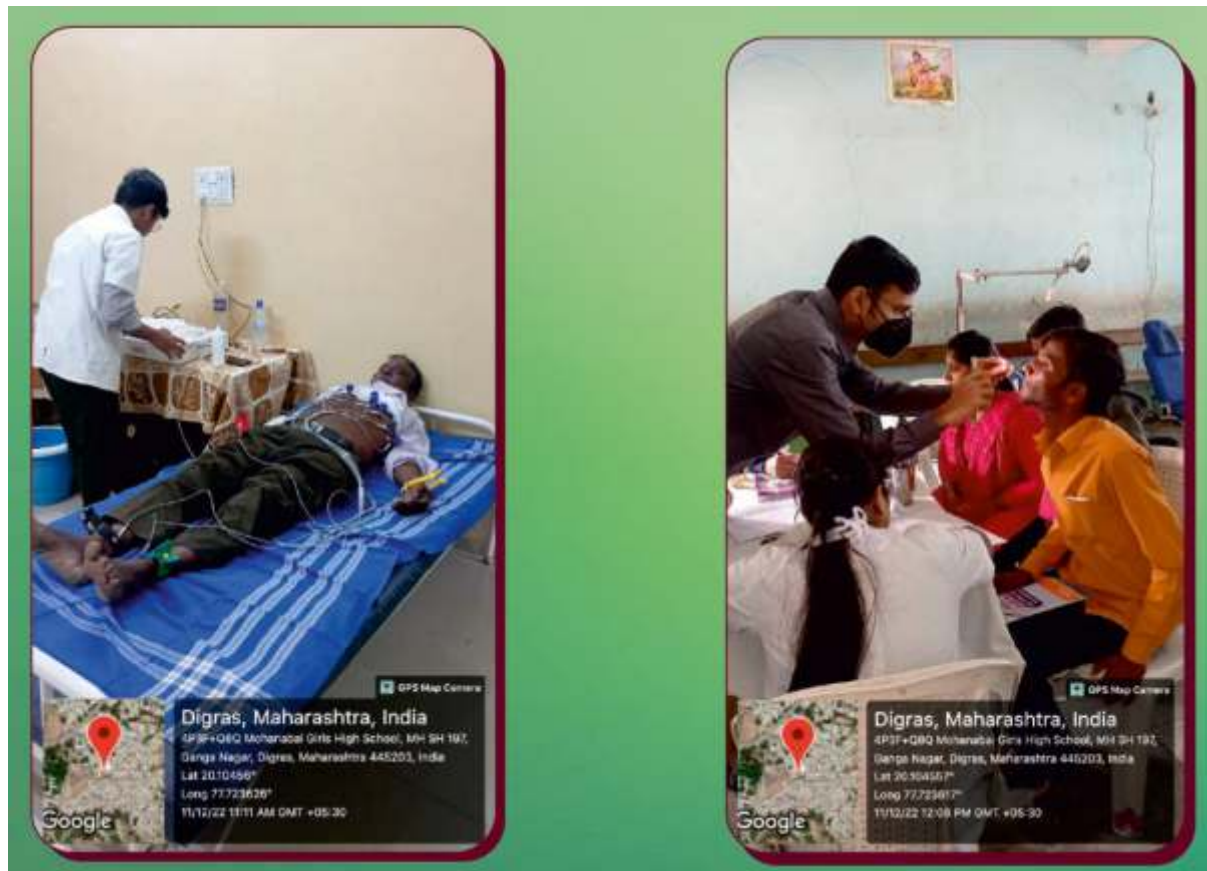 GPS Map Camera
Digras, Maharashtra, India
4P3F+Q8Q Mohanabai Girls High School, MH SH 197,
Ganga Nagar, Digras, Maharashtra 445203, India
Lat 20.10456°
Long 77.723626°
11/12/22 11:11 AM GMT +05:30
Google
GPS Map Camera
Digras, Maharashtra, India
4P3F+Q8Q Mohanabai Girls High School, MH SH 197,
Ganga Nagar, Digras, Maharashtra 445203, India
Lat 20.104557°
Long 77.723617°
11/12/22 12:08 PM GMT +05:30
Google